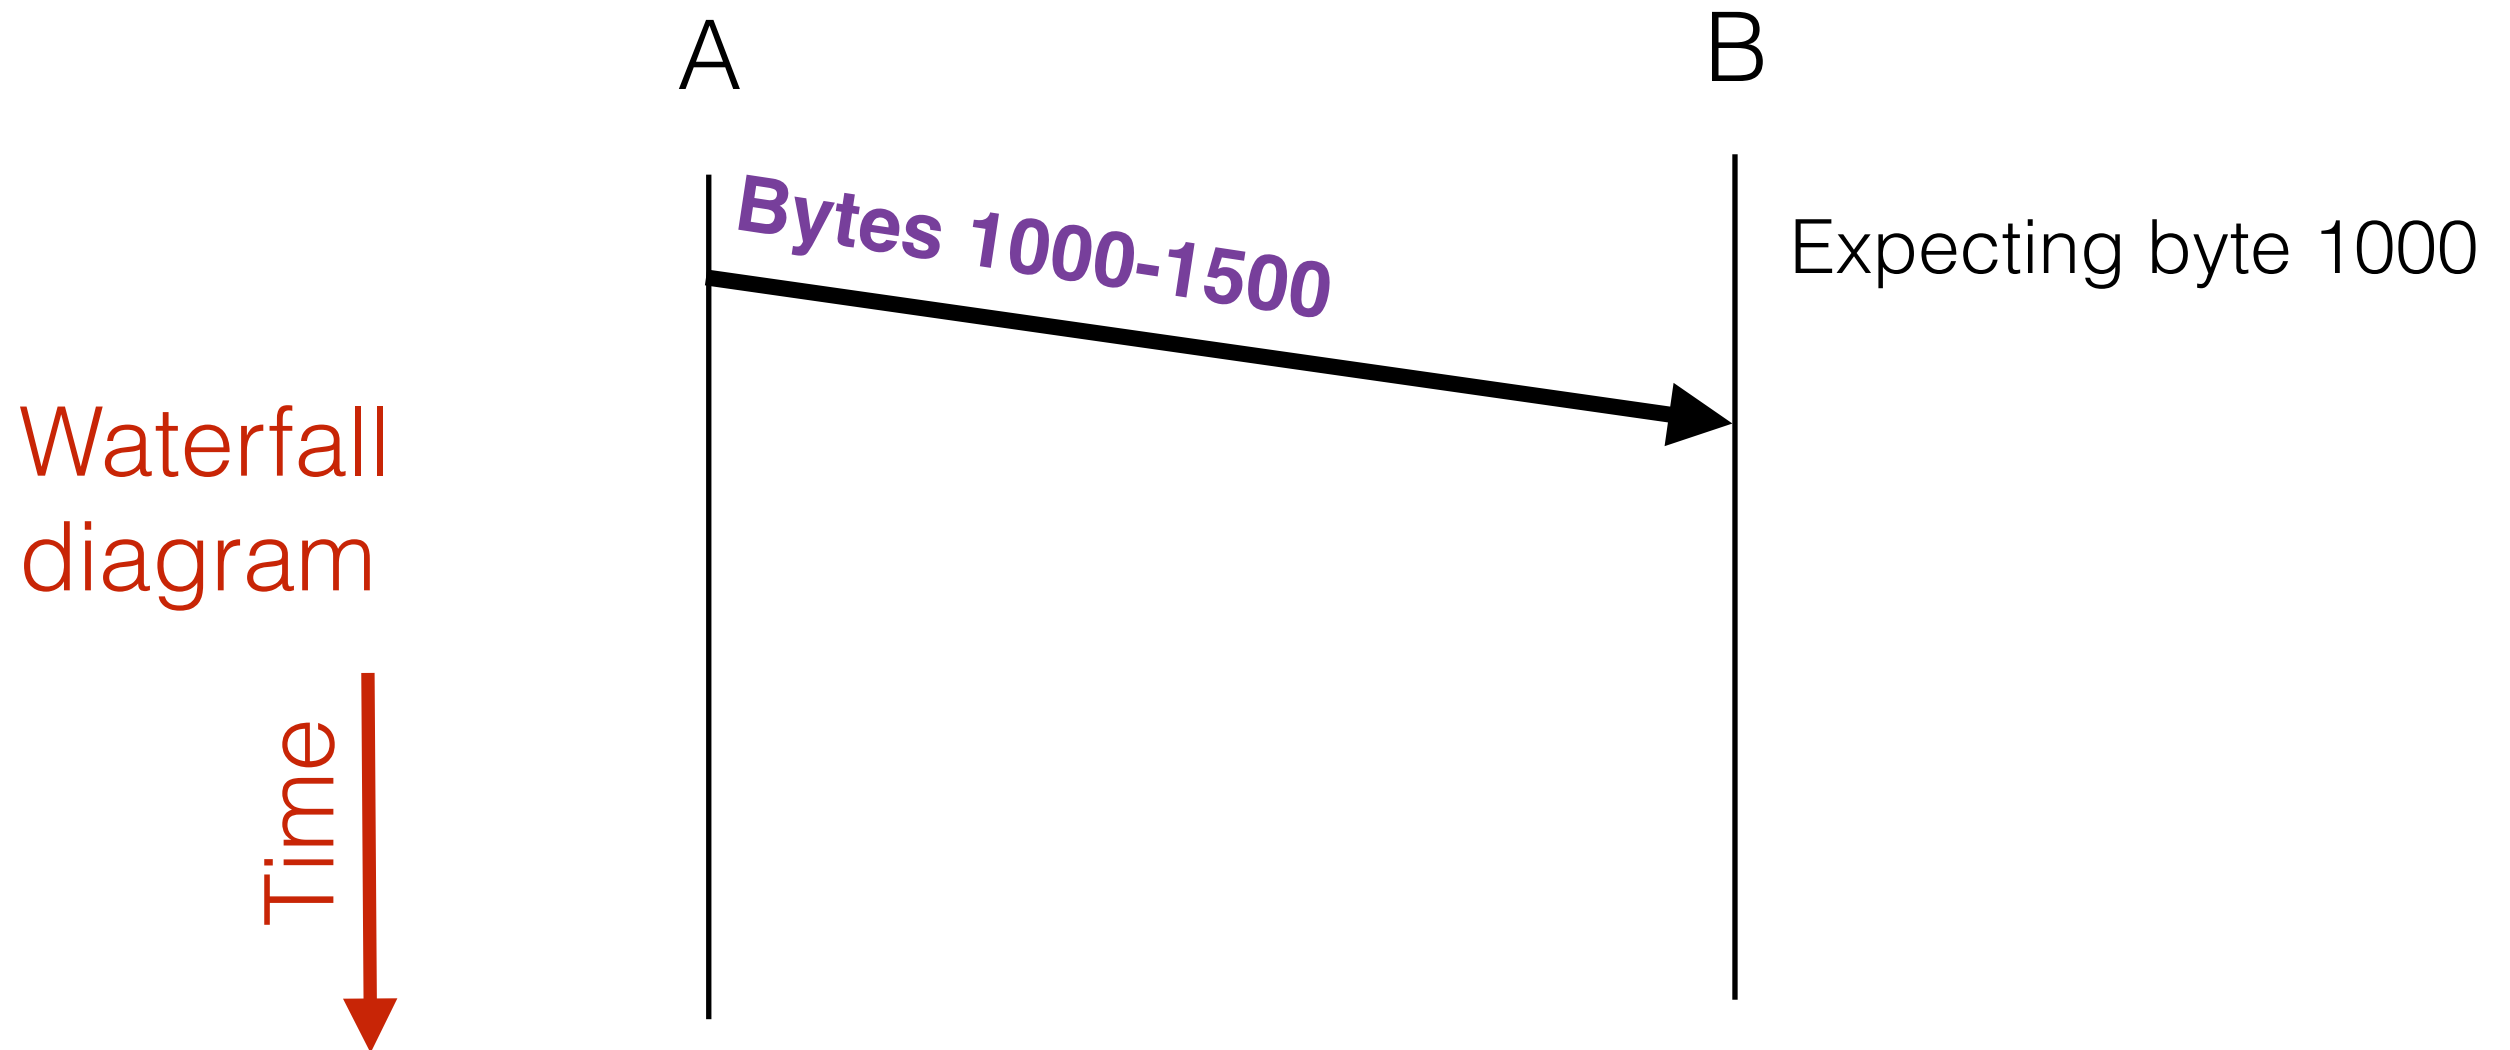 A
B
Bytes 1000-1500
Expecting byte 1000
Waterfall
diagram
Time